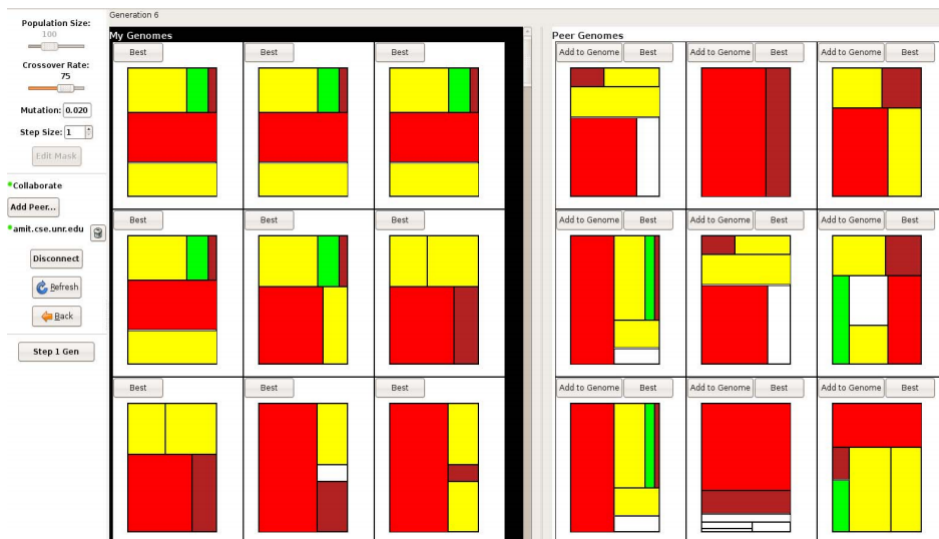 Generation 6
Population Size:
100
Crossover Rate:
75
Mutation: 0.020
Step Size: 1
Edit Mask
Collaborate
Add Peer...
amit.cse.unr.edu
Disconnect
Refresh
Back
Step 1 Gen
My Genomes
Best Best Best
Best Best Best
Best Best Best
Peer Genomes
Add to Genome Best Add to Genome Best Add to Genome Best
Add to Genome Best Add to Genome Best Add to Genome Best
Add to Genome Best Add to Genome Best Add to Genome Best